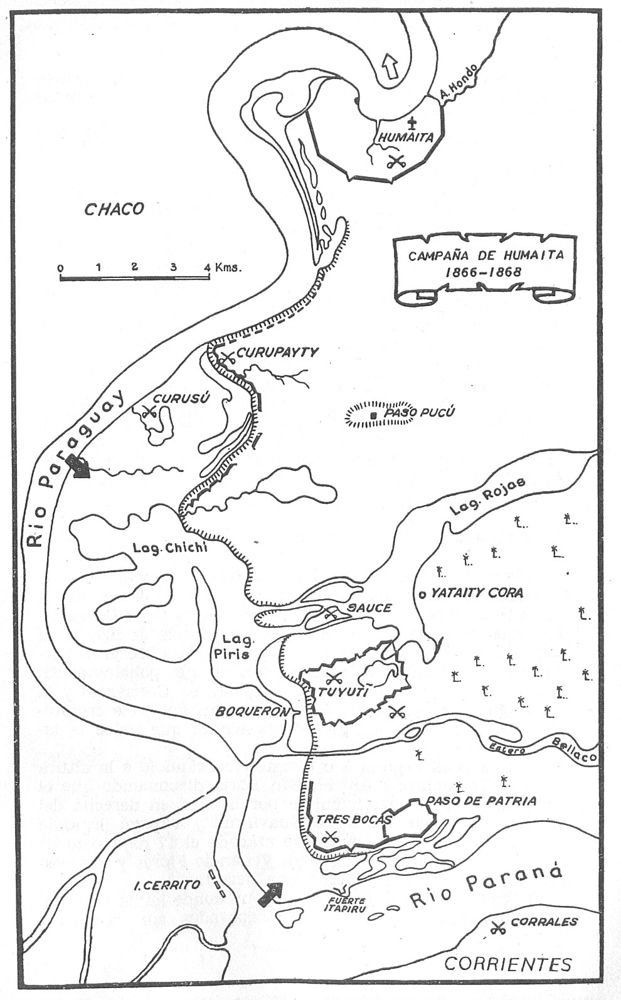 A. Hondo
HUMAITA
CHACO
0 1 2 3 4 Kms.
CAMPAÑA DE HUMAITA
1866-1868
CURUPAYTY
CURUSÚ
PASO PUCÚ
Rio Paraguay
Lag. Rojas
Lag. Chichi
YATAITY CORA
SAUCE
Lag.
Piris
TUYUTĨ
BOQUERON
Estero
Bellaco
PASO DE PATRIA
TRES BOCAS
I. CERRITO
Rio Paraná
FUERTE
ITAPIRU
CORRALES
CORRIENTES